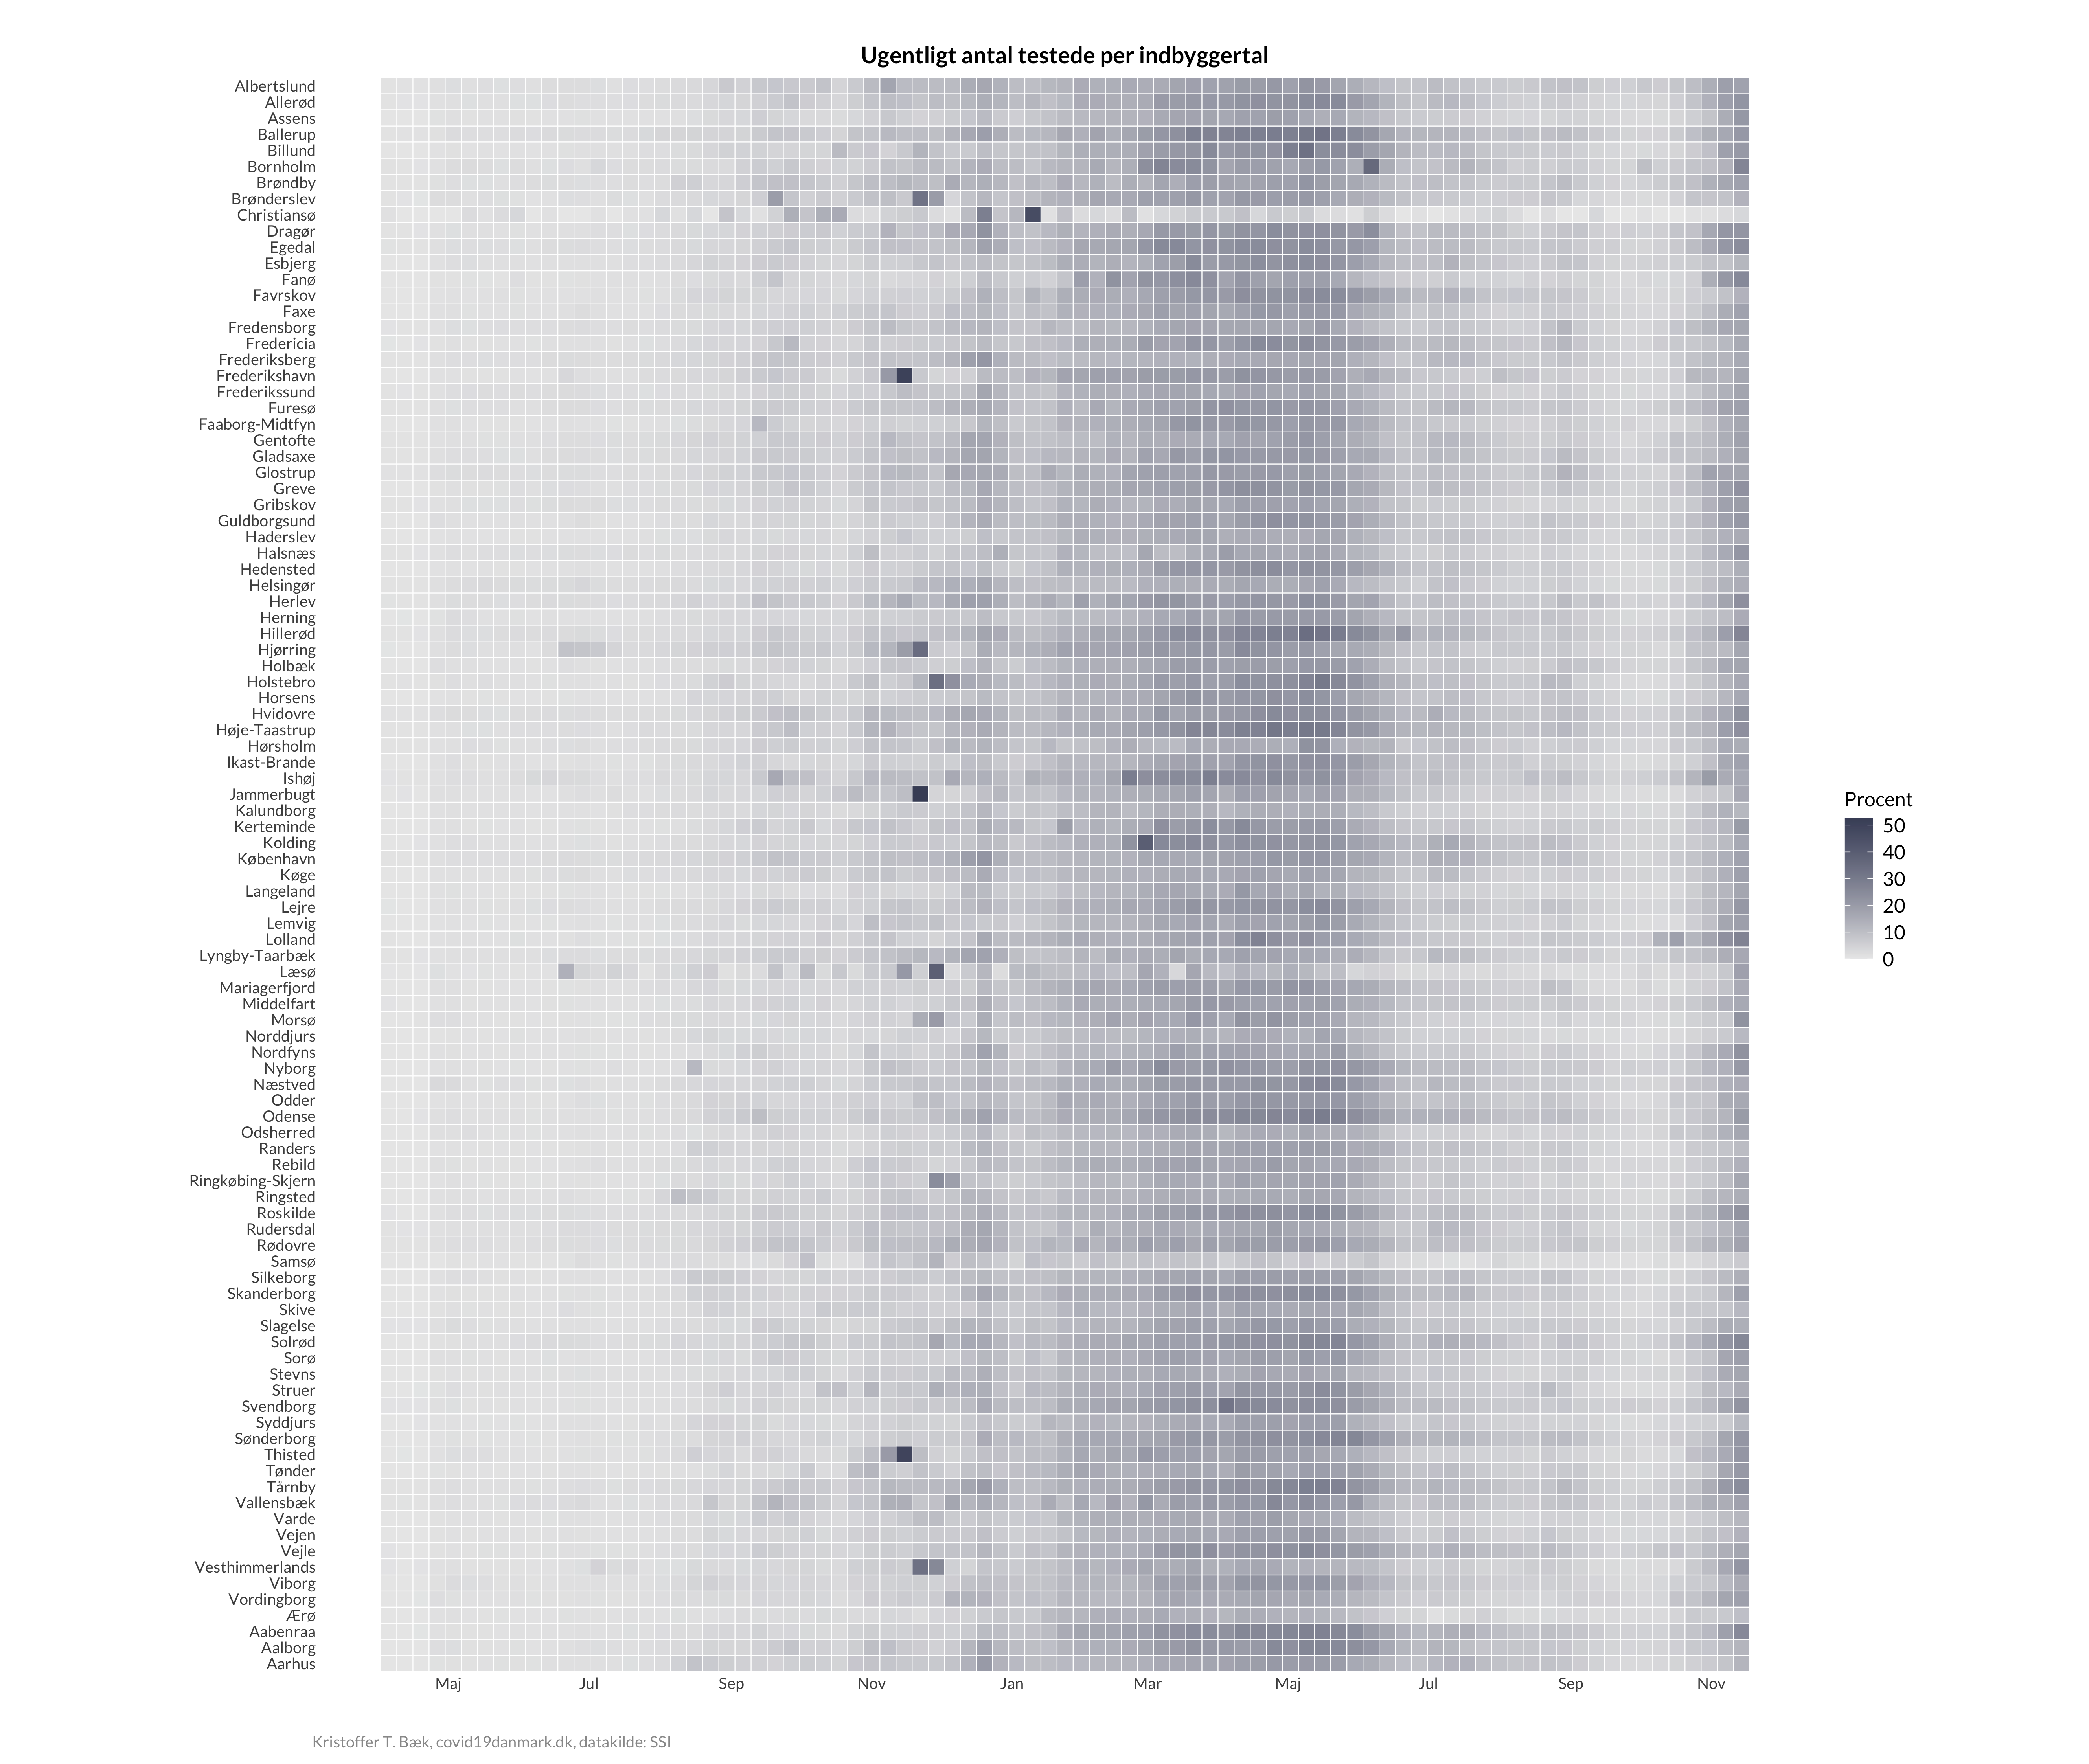 Ugentligt antal testede per indbyggertal
Albertslund
Allerød
Assens
Ballerup
Billund
Bornholm
Brøndby
Brønderslev
Christiansø
Dragør
Egedal
Esbjerg
Fanø
Favrskov
Faxe
Fredensborg
Fredericia
Frederiksberg
Frederikshavn
Frederikssund
Furesø
Faaborg-Midtfyn
Gentofte
Gladsaxe
Glostrup
Greve
Gribskov
Guldborgsund
Haderslev
Halsnæs
Hedensted
Helsingør
Herlev
Herning
Hillerød
Hjørring
Holbæk
Holstebro
Horsens
Hvidovre
Høje-Taastrup
Hørsholm
Ikast-Brande
Ishøj
Jammerbugt
Kalundborg
Kerteminde
Kolding
København
Køge
Langeland
Lejre
Lemvig
Lolland
Lyngby-Taarbæk
Læsø
Mariagerfjord
Middelfart
Morsø
Norddjurs
Nordfyns
Nyborg
Næstved
Odder
Odense
Odsherred
Randers
Rebild
Ringkøbing-Skjern
Ringsted
Roskilde
Rudersdal
Rødovre
Samsø
Silkeborg
Skanderborg
Skive
Slagelse
Solrød
Sorø
Stevns
Struer
Svendborg
Syddjurs
Sønderborg
Thisted
Tønder
Tårnby
Vallensbæk
Varde
Vejen
Vejle
Vesthimmerlands
Viborg
Vordingborg
Ærø
Aabenraa
Aalborg
Aarhus
Maj Jul Sep Nov Jan Mar Maj Jul Sep Nov
Procent
50
40
30
20
10
0
Kristoffer T. Bæk, covid19danmark.dk, datakilde: SSI